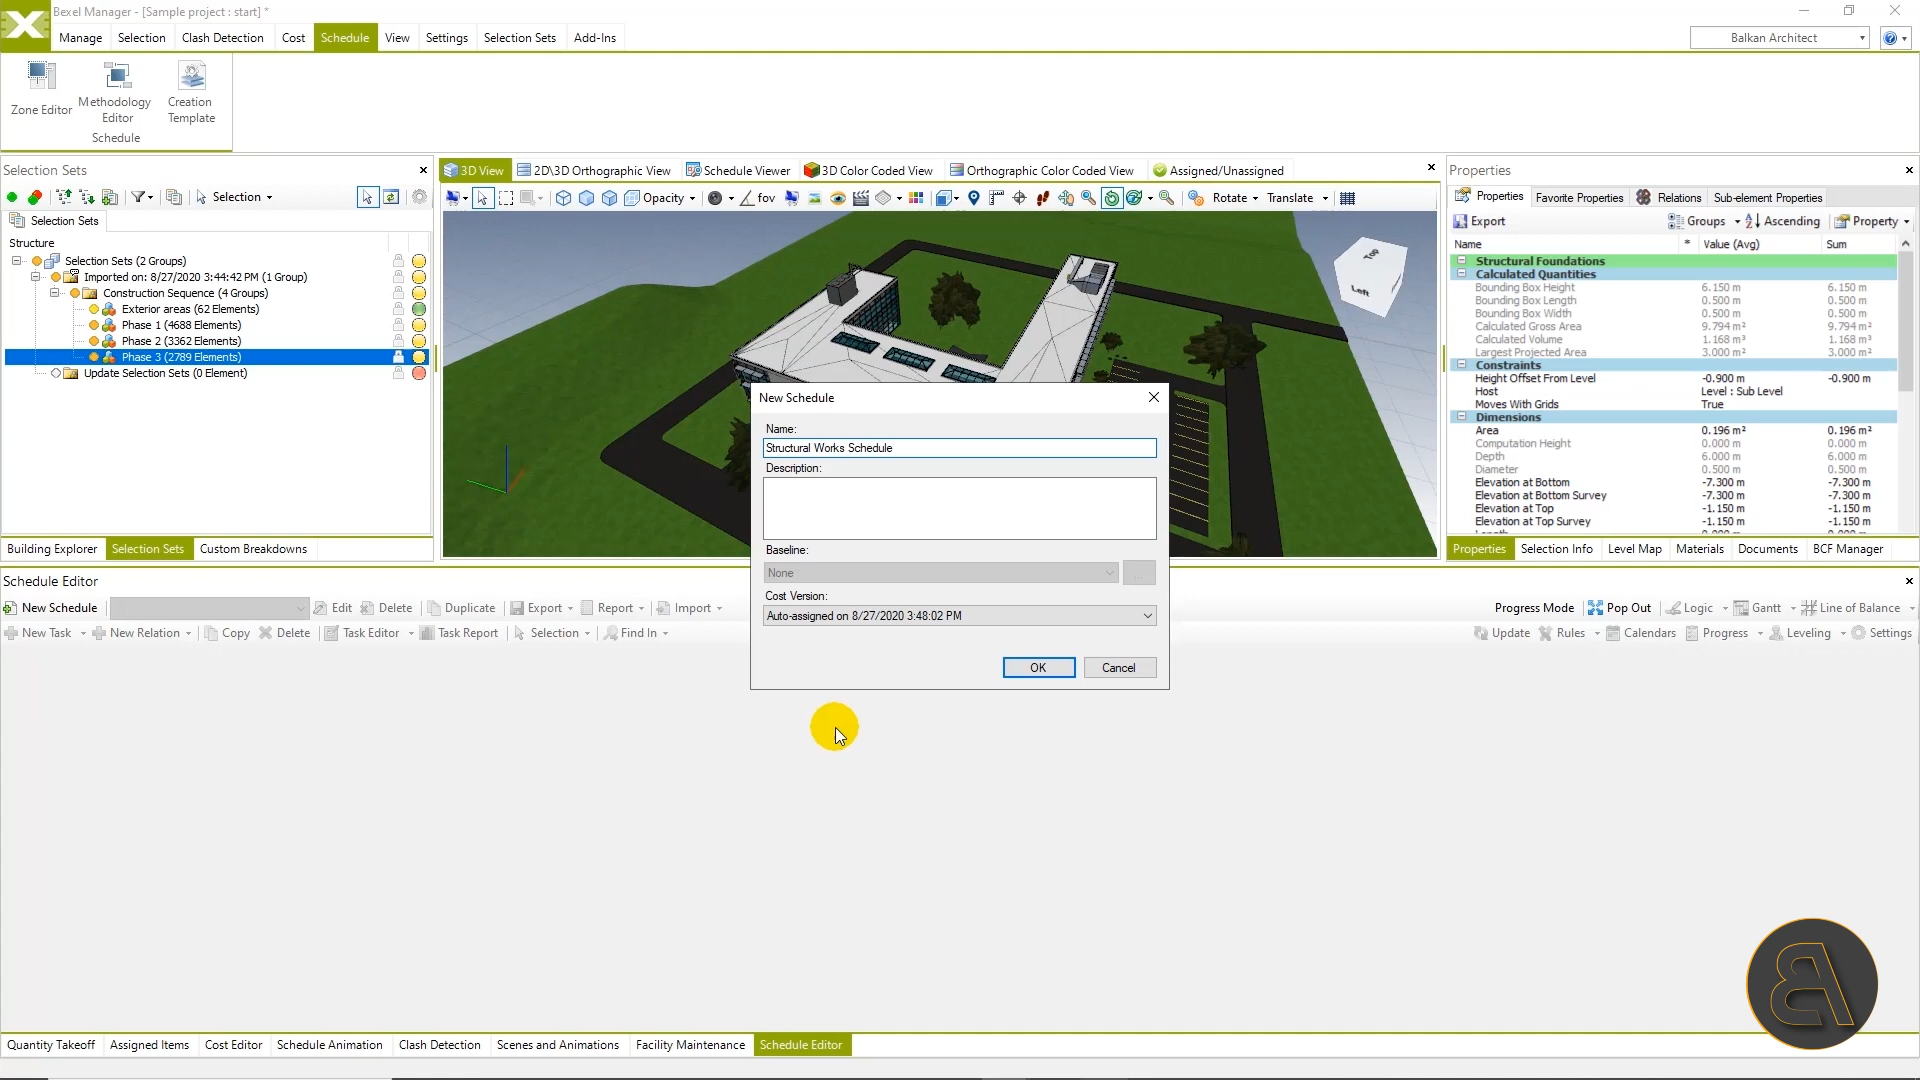 Bexel Manager - [Sample project : start] *
Manage Selection Clash Detection Cost Schedule View Settings Selection Sets Add-Ins
Balkan Architect
Zone Editor
Methodology Editor
Creation Template
Schedule
Selection Sets
Selection
Selection Sets
Structure
Selection Sets (2 Groups)
Imported on: 8/27/2020 3:44:42 PM (1 Group)
Construction Sequence (4 Groups)
Exterior areas (62 Elements)
Phase 1 (4688 Elements)
Phase 2 (3362 Elements)
Phase 3 (2789 Elements)
Update Selection Sets (0 Element)
Building Explorer Selection Sets Custom Breakdowns
3D View 2D\3D Orthographic View Schedule Viewer 3D Color Coded View Orthographic Color Coded View Assigned/Unassigned
Opacity fov Rotate Translate
Top
Left
Properties
Properties Favorite Properties Relations Sub-element Properties
Export Groups Ascending Property
Name * Value (Avg) Sum
Structural Foundations
Calculated Quantities
Bounding Box Height 6.150 m 6.150 m
Bounding Box Length 0.500 m 0.500 m
Bounding Box Width 0.500 m 0.500 m
Calculated Gross Area 9.794 m² 9.794 m²
Calculated Volume 1.168 m³ 1.168 m³
Largest Projected Area 3.000 m² 3.000 m²
Constraints
Height Offset From Level -0.900 m -0.900 m
Host Level : Sub Level
Moves With Grids True
Dimensions
Area 0.196 m² 0.196 m²
Computation Height 0.000 m 0.000 m
Depth 6.000 m 6.000 m
Diameter 0.500 m 0.500 m
Elevation at Bottom -7.300 m -7.300 m
Elevation at Bottom Survey -7.300 m -7.300 m
Elevation at Top -1.150 m -1.150 m
Elevation at Top Survey -1.150 m -1.150 m
Properties Selection Info Level Map Materials Documents BCF Manager
New Schedule
Name:
Structural Works Schedule
Description:
Baseline:
None
...
Cost Version:
Auto-assigned on 8/27/2020 3:48:02 PM
OK Cancel
Schedule Editor
New Schedule Edit Delete Duplicate Export Report Import Progress Mode Pop Out Logic Gantt Line of Balance
New Task New Relation Copy Delete Task Editor Task Report Selection Find In Update Rules Calendars Progress Leveling Settings
Quantity Takeoff Assigned Items Cost Editor Schedule Animation Clash Detection Scenes and Animations Facility Maintenance Schedule Editor